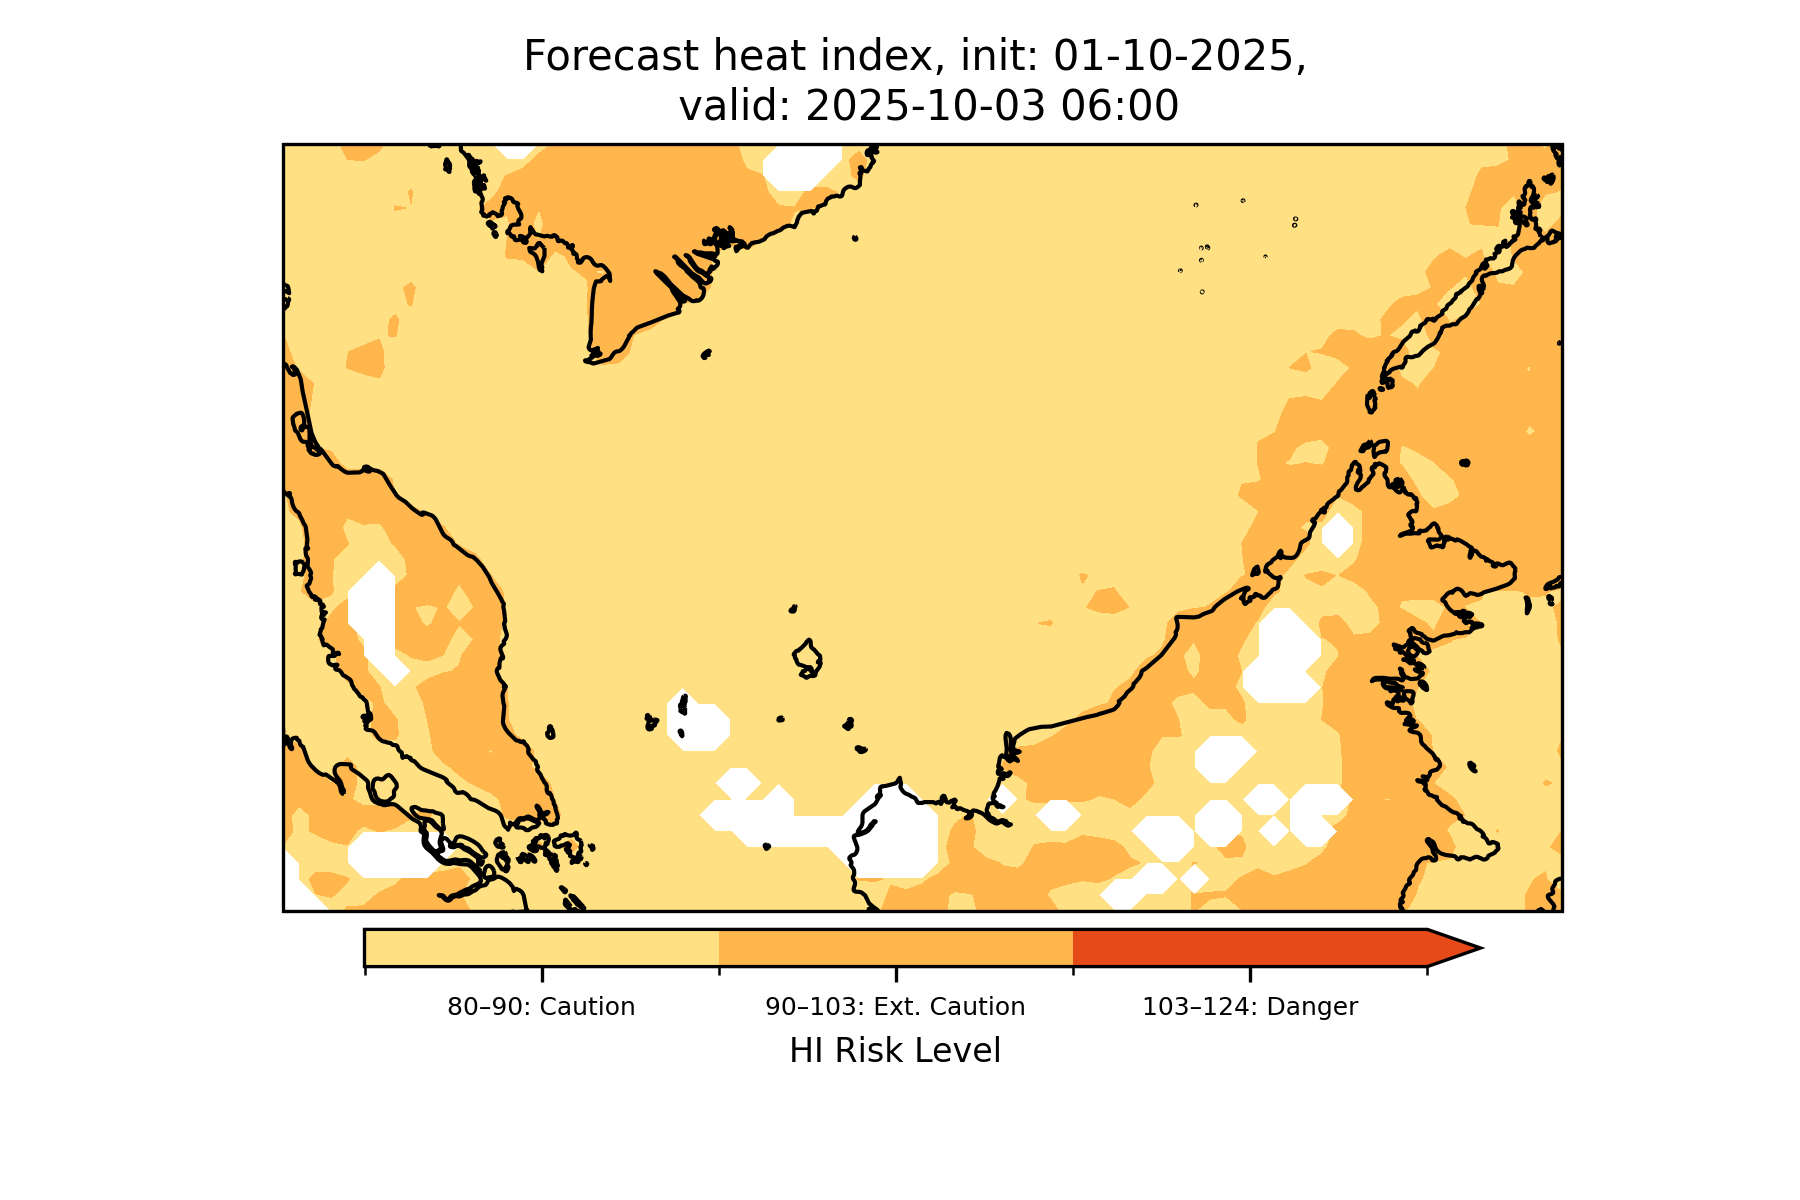 Forecast heat index, init: 01-10-2025,
valid: 2025-10-03 06:00
80–90: Caution
90–103: Ext. Caution
103–124: Danger
HI Risk Level